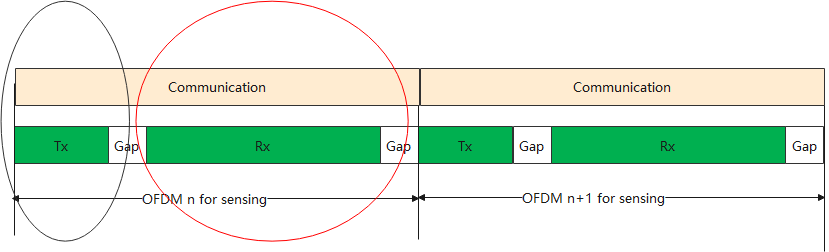 Communication
Communication
Tx
Gap
Rx
Gap
Tx
Gap
Rx
Gap
OFDM n for sensing
OFDM n+1 for sensing